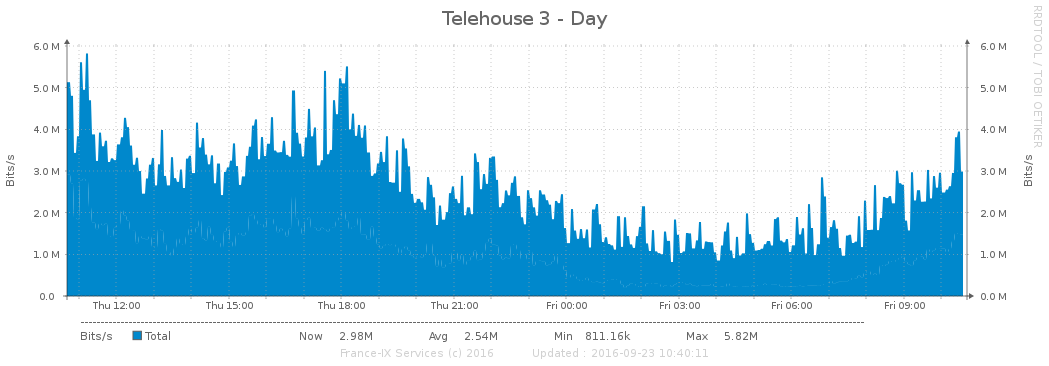 Telehouse 3 - Day
RRDTOOL / TOBI OETIKER
6.0 M 6.0 M
5.0 M 5.0 M
4.0 M 4.0 M
3.0 M 3.0 M
2.0 M 2.0 M
1.0 M 1.0 M
0.0 0.0 M
Bits/s Bits/s
Thu 12:00 Thu 15:00 Thu 18:00 Thu 21:00 Fri 00:00 Fri 03:00 Fri 06:00 Fri 09:00
Bits/s Total Now 2.98M Avg 2.54M Min 811.16k Max 5.82M
France-IX Services (c) 2016 Updated : 2016-09-23 10:40:11